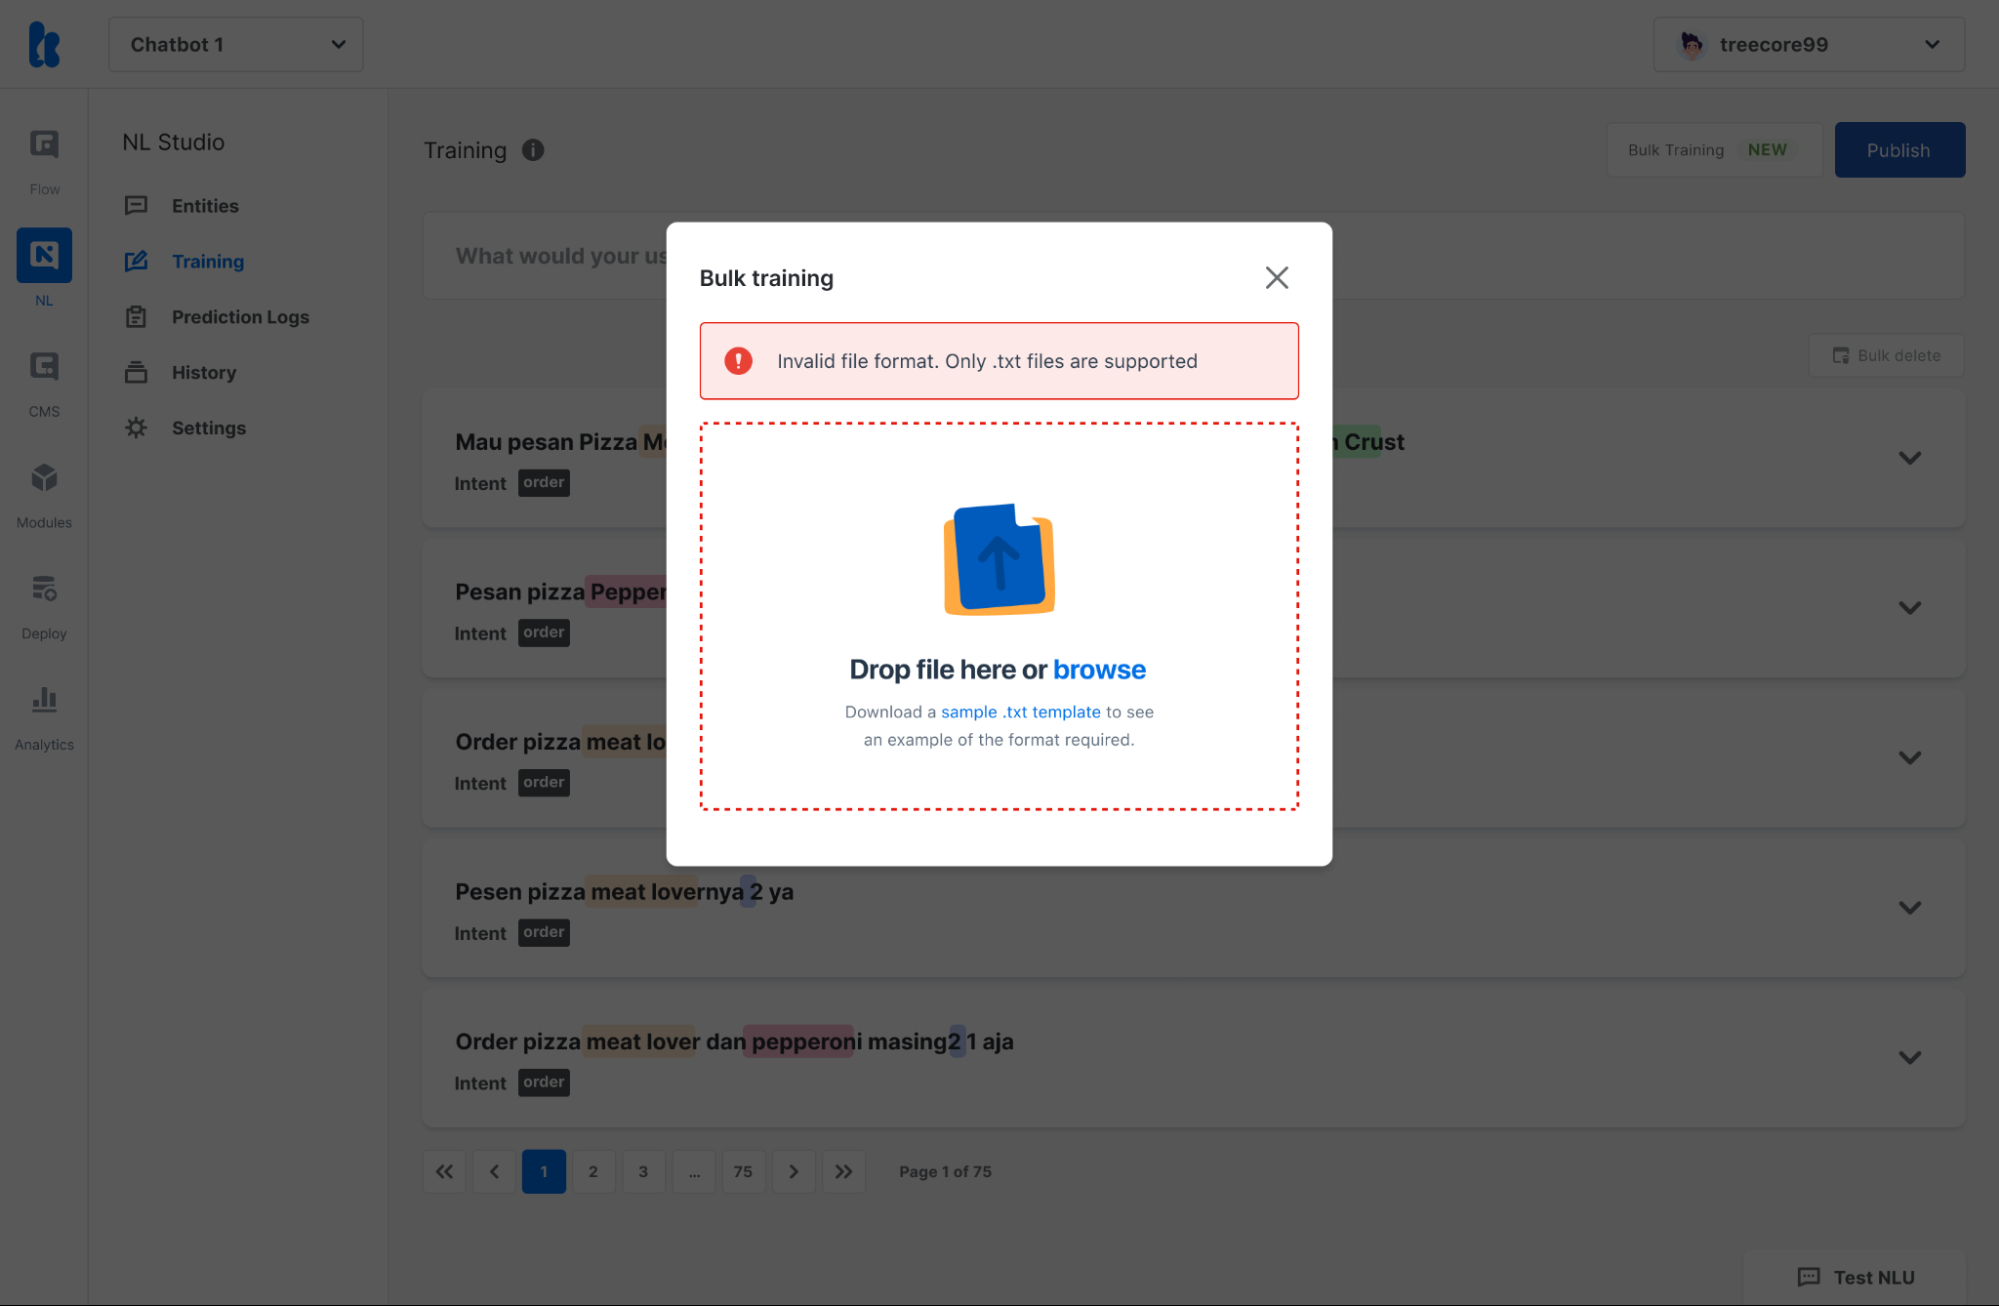 Chatbot 1
treecore99
Flow
NL
CMS
Modules
Deploy
Analytics
NL Studio
Entities
Training
Prediction Logs
History
Settings
Training
Bulk Training NEW
Publish
What would your us
Bulk delete
Bulk training
Invalid file format. Only .txt files are supported
Drop file here or browse
Download a sample .txt template to see
an example of the format required.
Mau pesan Pizza Me
n Crust
Intent order
Pesan pizza Pepper
Intent order
Order pizza meat lo
Intent order
Pesen pizza meat lovernya 2 ya
Intent order
Order pizza meat lover dan pepperoni masing2 1 aja
Intent order
1 2 3 ... 75 Page 1 of 75
Test NLU